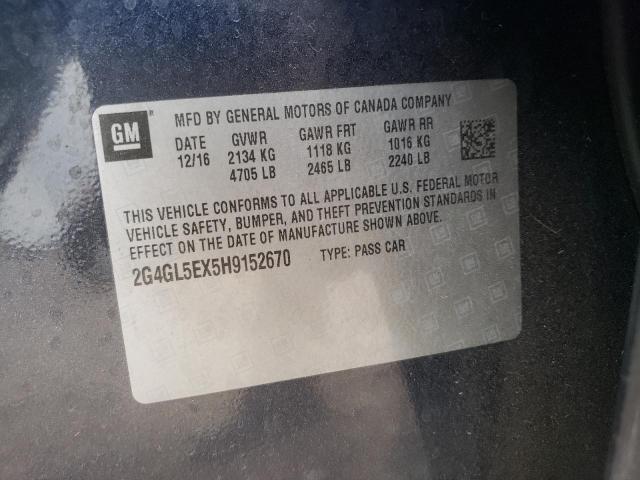 GM
MFD BY GENERAL MOTORS OF CANADA COMPANY
DATE GVWR GAWR FRT GAWR RR
12/16 2134 KG 1118 KG 1016 KG
4705 LB 2465 LB 2240 LB
THIS VEHICLE CONFORMS TO ALL APPLICABLE U.S. FEDERAL MOTOR
VEHICLE SAFETY, BUMPER, AND THEFT PREVENTION STANDARDS IN
EFFECT ON THE DATE OF MANUFACTURE SHOWN ABOVE.
2G4GL5EX5H9152670 TYPE: PASS CAR